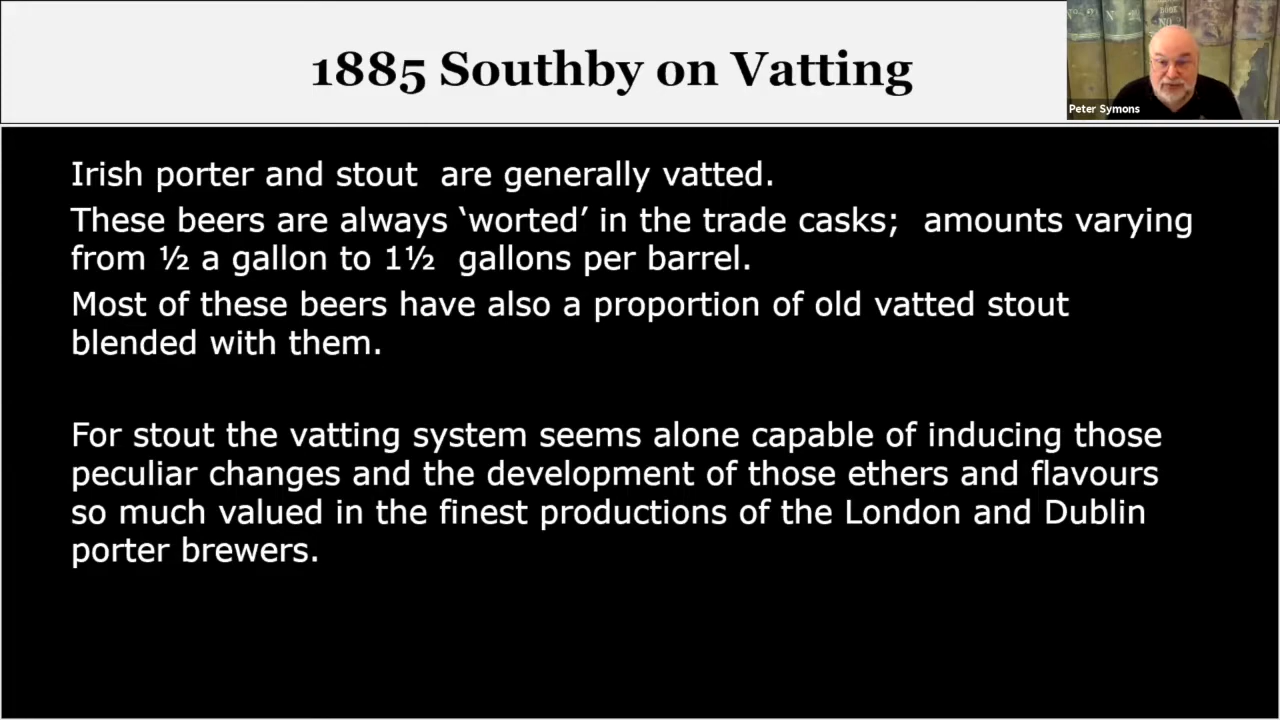 1885 Southby on Vatting
Peter Symons
Irish porter and stout  are generally vatted.
These beers are always ‘worted’ in the trade casks;  amounts varying
from ½ a gallon to 1½  gallons per barrel.
Most of these beers have also a proportion of old vatted stout
blended with them.
For stout the vatting system seems alone capable of inducing those
peculiar changes and the development of those ethers and flavours
so much valued in the finest productions of the London and Dublin
porter brewers.